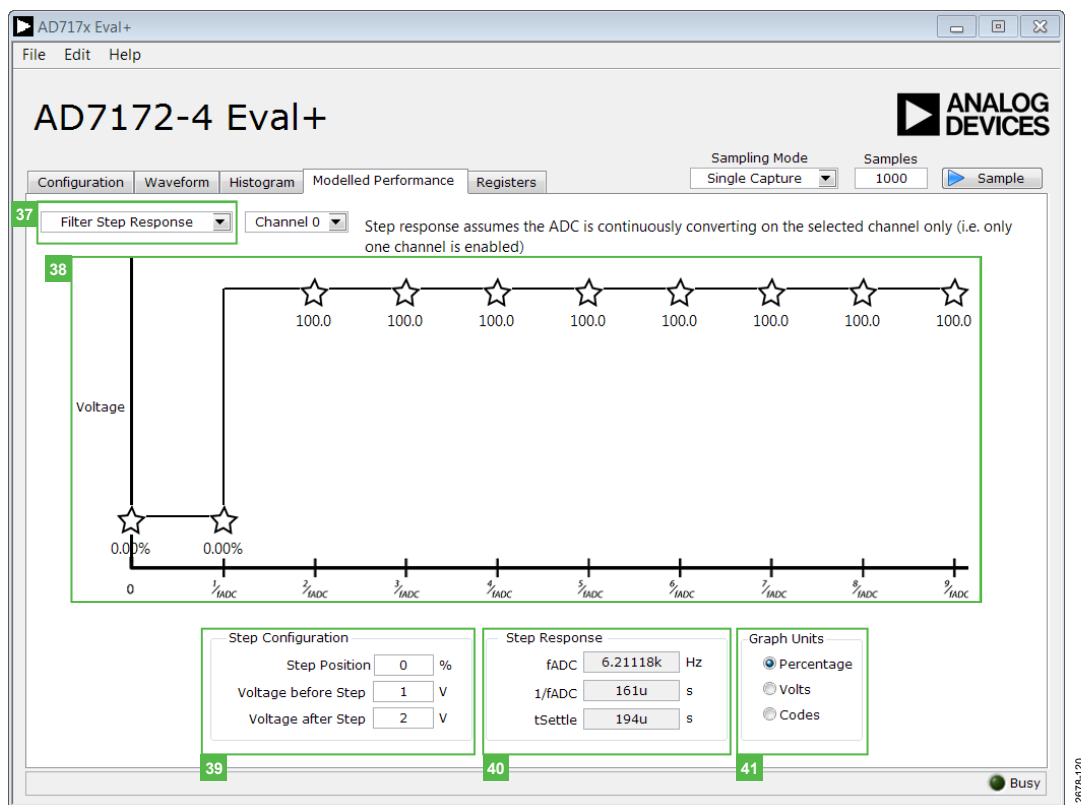 AD717x Eval+
File Edit Help
AD7172-4 Eval+
ANALOG
DEVICES
Sampling Mode
Samples
Single Capture
1000
Sample
Configuration
Waveform
Histogram
Modelled Performance
Registers
37
Filter Step Response
Channel 0
Step response assumes the ADC is continuously converting on the selected channel only (i.e. only
one channel is enabled)
38
100.0 100.0 100.0 100.0 100.0 100.0 100.0 100.0
Voltage
0.00% 0.00%
0 1/fADC 2/fADC 3/fADC 4/fADC 5/fADC 6/fADC 7/fADC 8/fADC 9/fADC
Step Configuration
Step Position 0 %
Voltage before Step 1 V
Voltage after Step 2 V
39
Step Response
fADC 6.21118k Hz
1/fADC 161u s
tSettle 194u s
40
Graph Units
Percentage
Volts
Codes
41
Busy